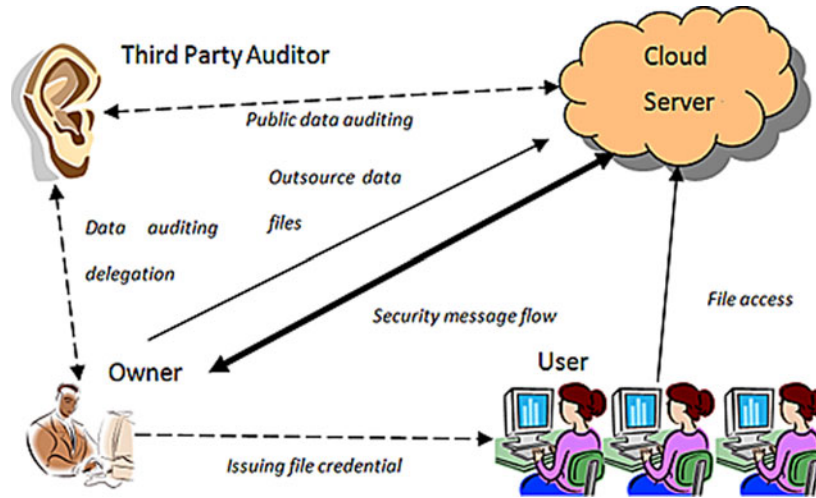 Third Party Auditor
Cloud
Server
Public data auditing
Outsource data
files
Data auditing
delegation
Security message flow
File access
Owner
User
Issuing file credential